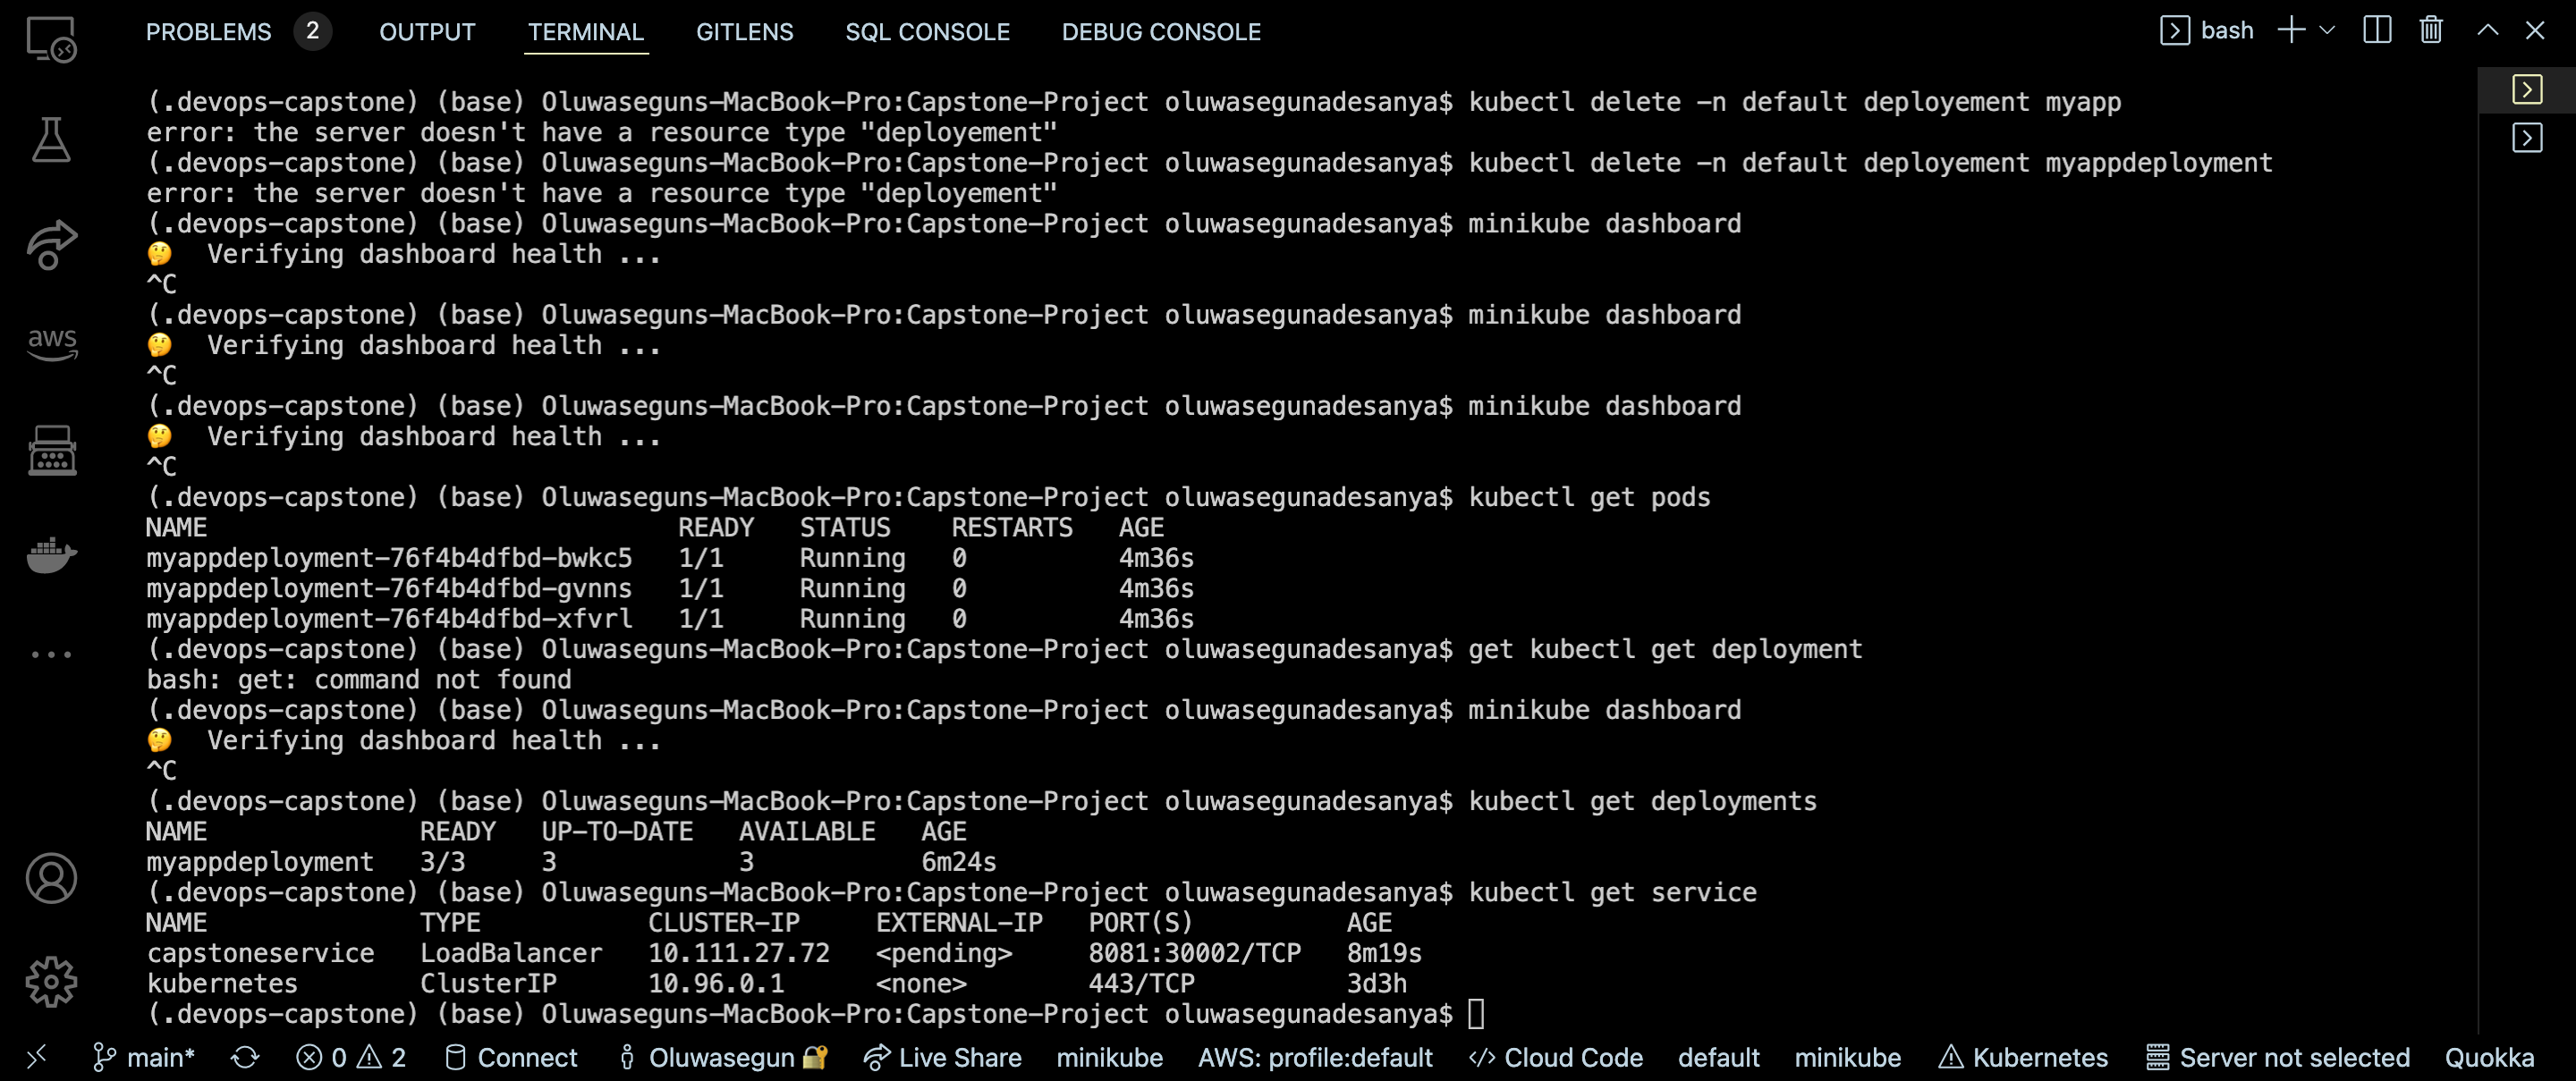 PROBLEMS 2 OUTPUT TERMINAL GITLENS SQL CONSOLE DEBUG CONSOLE bash
(.devops-capstone) (base) Oluwaseguns-MacBook-Pro:Capstone-Project oluwasegunadesanya$ kubectl delete -n default deployement myapp
error: the server doesn't have a resource type "deployement"
(.devops-capstone) (base) Oluwaseguns-MacBook-Pro:Capstone-Project oluwasegunadesanya$ kubectl delete -n default deployement myappdeployment
error: the server doesn't have a resource type "deployement"
(.devops-capstone) (base) Oluwaseguns-MacBook-Pro:Capstone-Project oluwasegunadesanya$ minikube dashboard
🤔 Verifying dashboard health ...
^C
(.devops-capstone) (base) Oluwaseguns-MacBook-Pro:Capstone-Project oluwasegunadesanya$ minikube dashboard
🤔 Verifying dashboard health ...
^C
(.devops-capstone) (base) Oluwaseguns-MacBook-Pro:Capstone-Project oluwasegunadesanya$ minikube dashboard
🤔 Verifying dashboard health ...
^C
(.devops-capstone) (base) Oluwaseguns-MacBook-Pro:Capstone-Project oluwasegunadesanya$ kubectl get pods
NAME READY STATUS RESTARTS AGE
myappdeployment-76f4b4dfbd-bwkc5 1/1 Running 0 4m36s
myappdeployment-76f4b4dfbd-gvnns 1/1 Running 0 4m36s
myappdeployment-76f4b4dfbd-xfvrl 1/1 Running 0 4m36s
(.devops-capstone) (base) Oluwaseguns-MacBook-Pro:Capstone-Project oluwasegunadesanya$ get kubectl get deployment
bash: get: command not found
(.devops-capstone) (base) Oluwaseguns-MacBook-Pro:Capstone-Project oluwasegunadesanya$ minikube dashboard
🤔 Verifying dashboard health ...
^C
(.devops-capstone) (base) Oluwaseguns-MacBook-Pro:Capstone-Project oluwasegunadesanya$ kubectl get deployments
NAME READY UP-TO-DATE AVAILABLE AGE
myappdeployment 3/3 3 3 6m24s
(.devops-capstone) (base) Oluwaseguns-MacBook-Pro:Capstone-Project oluwasegunadesanya$ kubectl get service
NAME TYPE CLUSTER-IP EXTERNAL-IP PORT(S) AGE
capstoneservice LoadBalancer 10.111.27.72 <pending> 8081:30002/TCP 8m19s
kubernetes ClusterIP 10.96.0.1 <none> 443/TCP 3d3h
(.devops-capstone) (base) Oluwaseguns-MacBook-Pro:Capstone-Project oluwasegunadesanya$
aws
main* 0 2 Connect Oluwasegun 🔐 Live Share minikube AWS: profile:default </> Cloud Code default minikube Kubernetes Server not selected Quokka